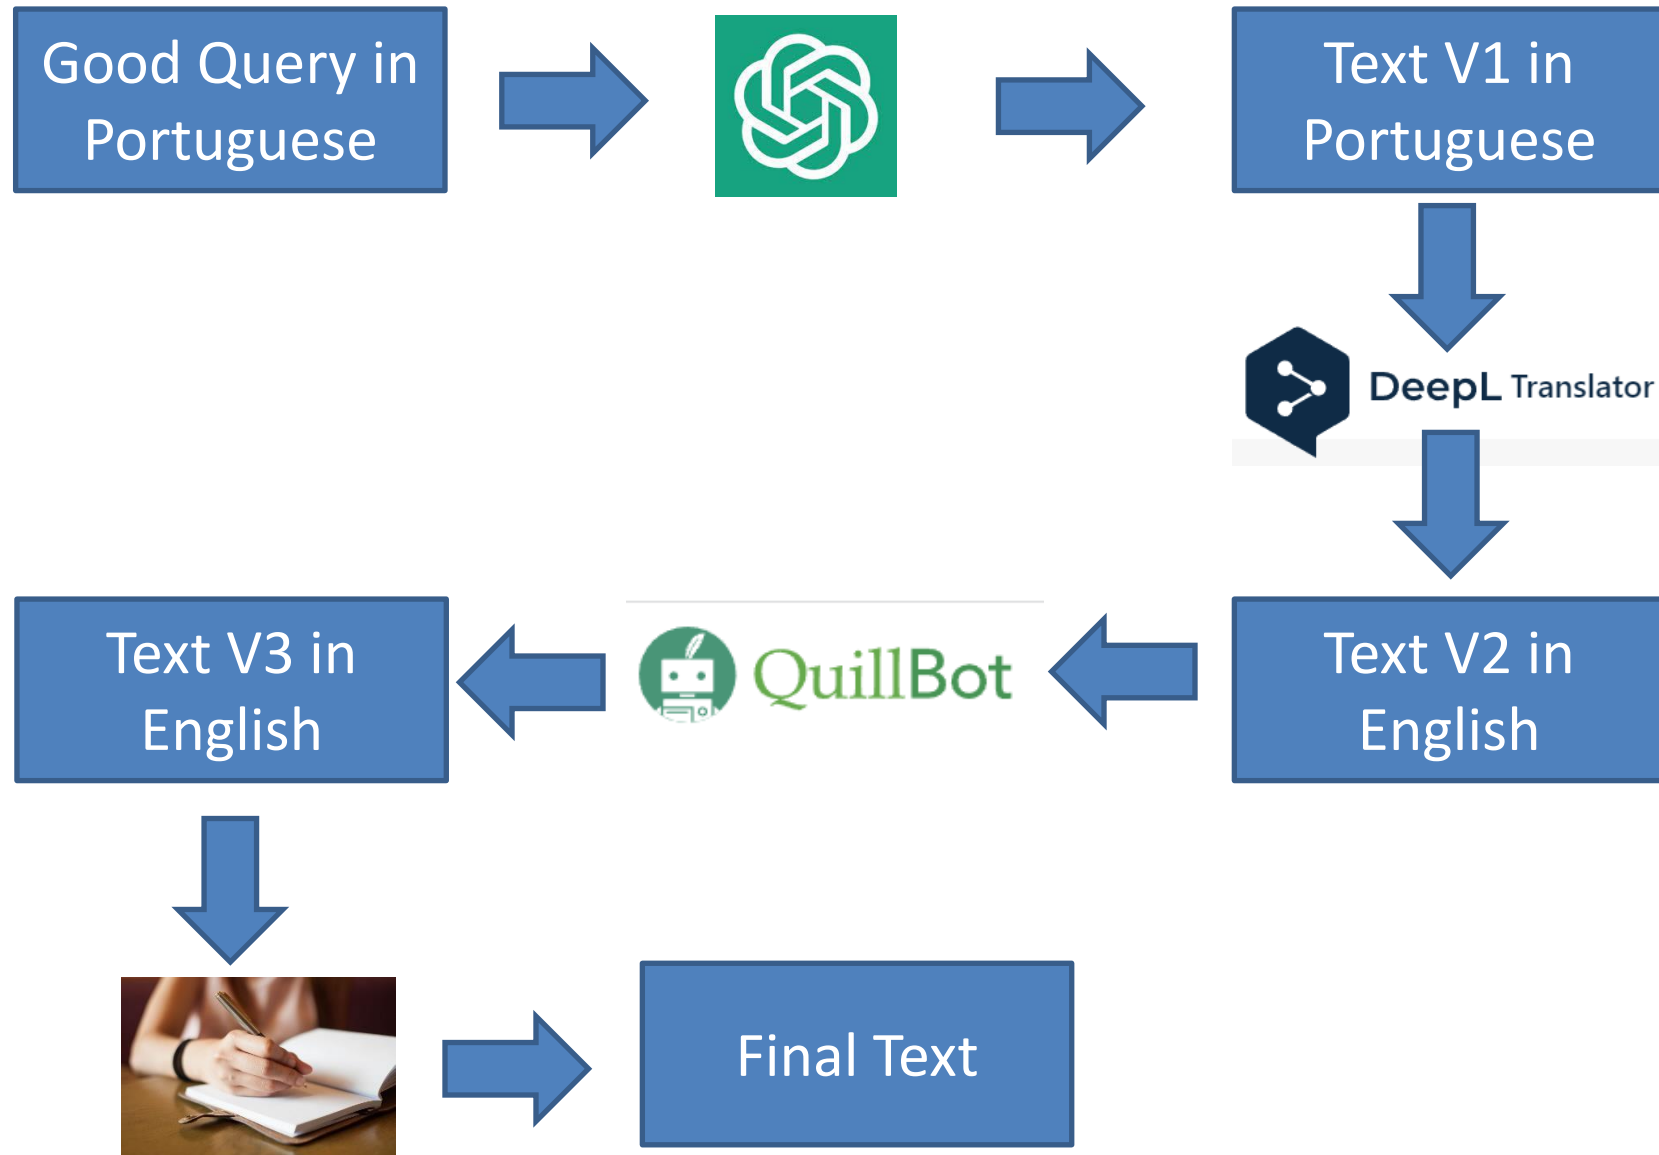 Good Query in
Portuguese
Text V1 in
Portuguese
DeepL Translator
Text V2 in
English
QuillBot
Text V3 in
English
Final Text